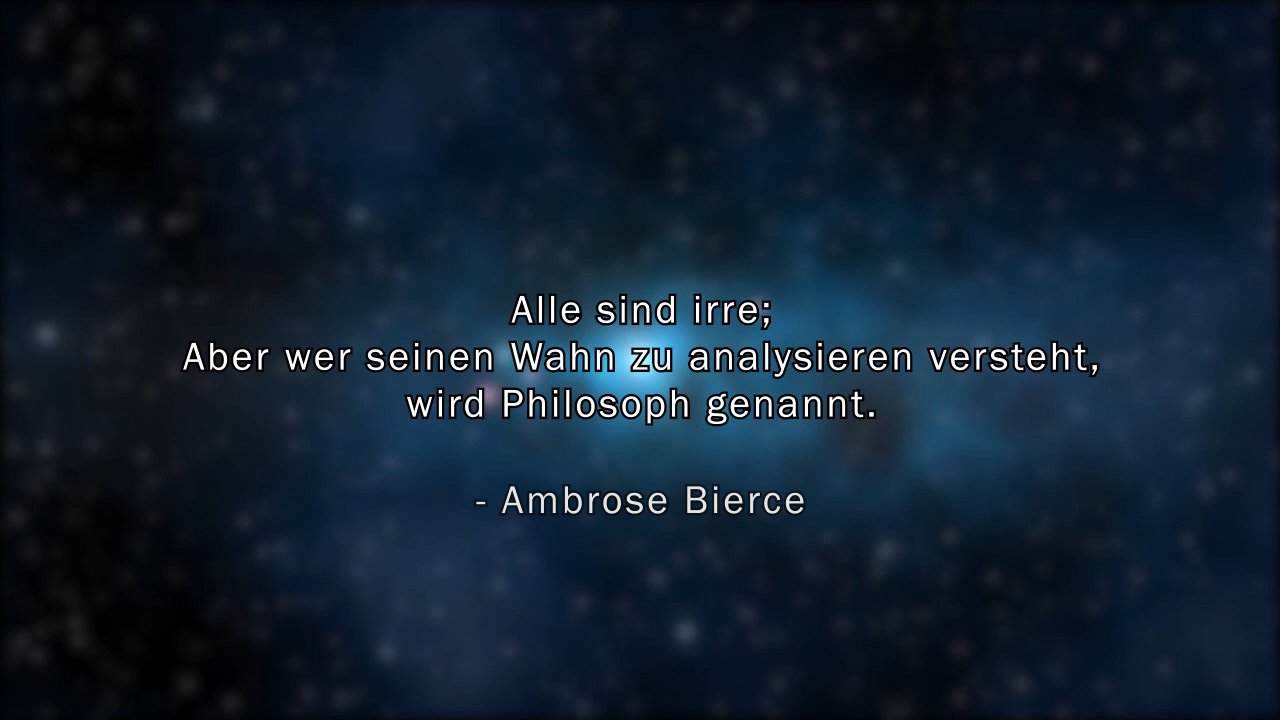 Alle sind irre;
Aber wer seinen Wahn zu analysieren versteht,
wird Philosoph genannt.
- Ambrose Bierce